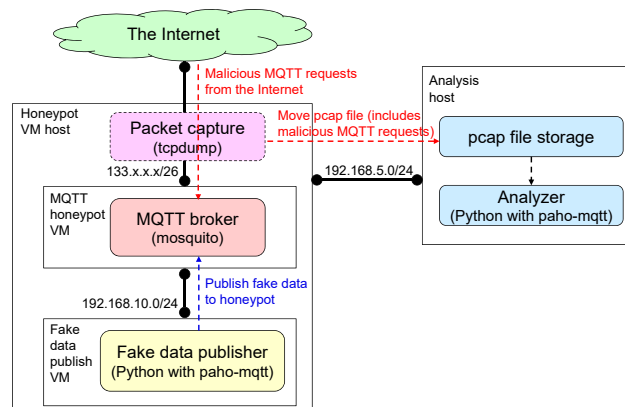 The Internet
Malicious MQTT requests
from the Internet
Analysis
host
Honeypot
VM host
Packet capture
(tcpdump)
Move pcap file (includes
malicious MQTT requests)
pcap file storage
133.x.x.x/26
192.168.5.0/24
MQTT
honeypot
VM
MQTT broker
(mosquito)
Analyzer
(Python with paho-mqtt)
Publish fake data
to honeypot
192.168.10.0/24
Fake
data
publish
VM
Fake data publisher
(Python with paho-mqtt)